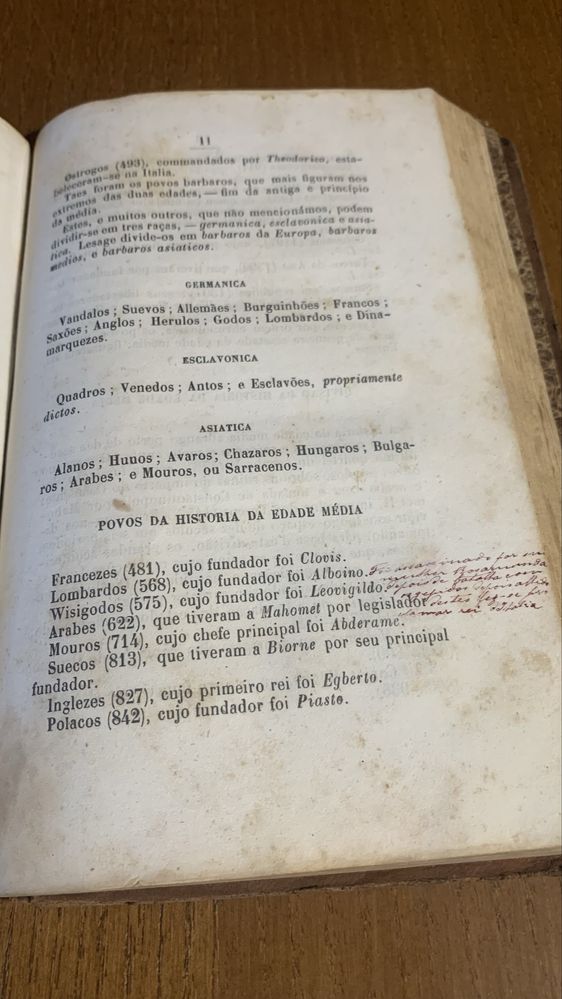 11
Ostrogos (493), commandados por Theodorico, esta-
beleceram-se na Italia.
Taes foram os povos barbaros, que mais figuram nos
extremos das duas edades, — fim da antiga e principio
da média.
Estes, e muitos outros, que não mencionámos, podem
dividir-se em tres raças, — germanica, esclavonica e asia-
tica. Lesage divide-os em barbaros da Europa, barbaros
medios, e barbaros asiaticos.
GERMANICA
Vandalos ; Suevos ; Allemães ; Burguinhões ; Francos ;
Saxões ; Anglos ; Herulos ; Godos ; Lombardos ; e Dina-
marquezes.
ESCLAVONICA
Quadros ; Venedos ; Antos ; e Esclavões, propriamente
dictos.
ASIATICA
Alanos ; Hunos ; Avaros; Chazaros ; Hungaros ; Bulga-
ros ; Arabes ; e Mouros, ou Sarracenos.
POVOS DA HISTORIA DA EDADE MÉDIA
Francezes (481), cujo fundador foi Clovis.
Lombardos (568), cujo fundador foi Alboino.
Wisigodos (575), cujo fundador foi Leovigildo.
Arabes (622), que tiveram a Mahomet por legislador
Mouros (714), cujo chefe principal foi Abderame.
Suecos (813), que tiveram a Biorne por seu principal
fundador.
Inglezes (827), cujo primeiro rei foi Egberto.
Polacos (842), cujo fundador foi Piasto.
Foi assassinado por
mulher Rosamunda